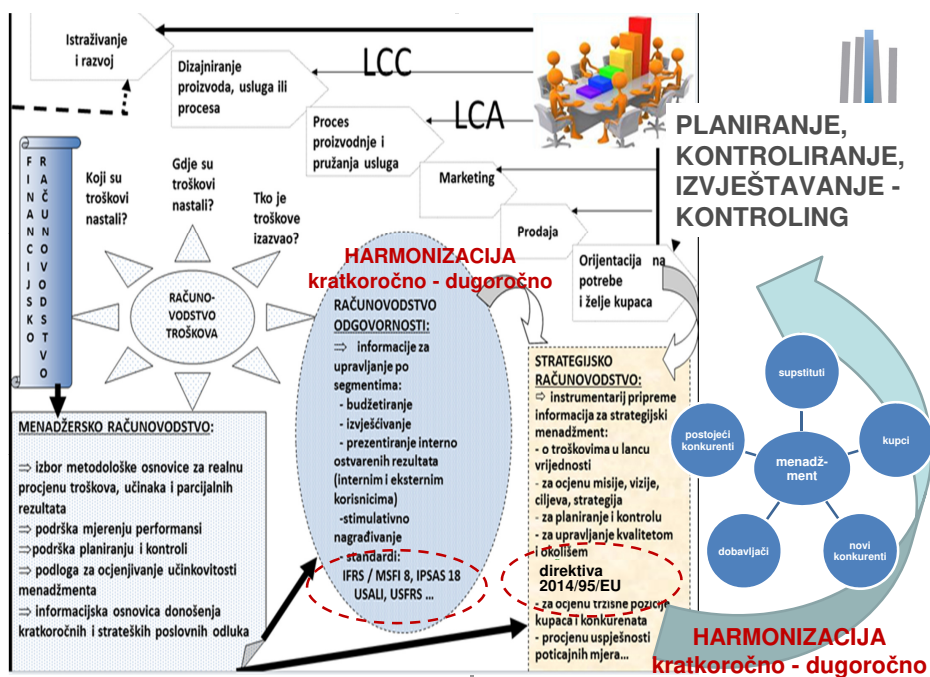 Istraživanje
i razvoj
LCC
Dizajniranje
proizvoda, usluga ili
procesa
LCA
Proces
proizvodnje i
pružanja usluga
Marketing
Prodaja
Orijentacija na
potrebe
i želje kupaca
PLANIRANJE,
KONTROLIRANJE,
IZVJEŠTAVANJE -
KONTROLING
FINANCIJSKO
RAČUNOVODSTVO
Koji su
troškovi
nastali?
Gdje su
troškovi
nastali?
Tko je
troškove
izazvao?
RAČUNO-
VODSTVO
TROŠKOVA
HARMONIZACIJA
kratkoročno - dugoročno
RAČUNOVODSTVO
ODGOVORNOSTI:
⇒ informacije za
upravljanje po
segmentima:
- budžetiranje
- izvješćivanje
- prezentiranje interno
ostvarenih rezultata
(internim i eksternim
korisnicima)
-stimulativno
nagrađivanje
- standardi:
IFRS / MSFI 8, IPSAS 18
USALI, USFRS ...
MENADŽERSKO RAČUNOVODSTVO:
⇒ izbor metodološke osnovice za realnu
procjenu troškova, učinaka i parcijalnih
rezultata
⇒ podrška mjerenju performansi
⇒podrška planiranju i kontroli
⇒ podloga za ocjenjivanje učinkovitosti
menadžmenta
⇒ informacijska osnovica donošenja
kratkoročnih i strateških poslovnih odluka
STRATEGIJSKO
RAČUNOVODSTVO:
⇒ instrumentarij pripreme
informacija za strategijski
menadžment:
- o troškovima u lancu
vrijednosti
- za ocjenu misije, vizije,
ciljeva, strategija
- za planiranje i kontrolu
- za upravljanje kvalitetom
i okolišem
direktiva
2014/95/EU
- za ocjenu tržišne pozicije
kupaca i konkurenata
- procjenu uspješnosti
poticajnih mjera...
supstituti
postojeći
konkurenti
kupci
menadž-
ment
dobavljači
novi
konkurenti
HARMONIZACIJA
kratkoročno - dugoročno